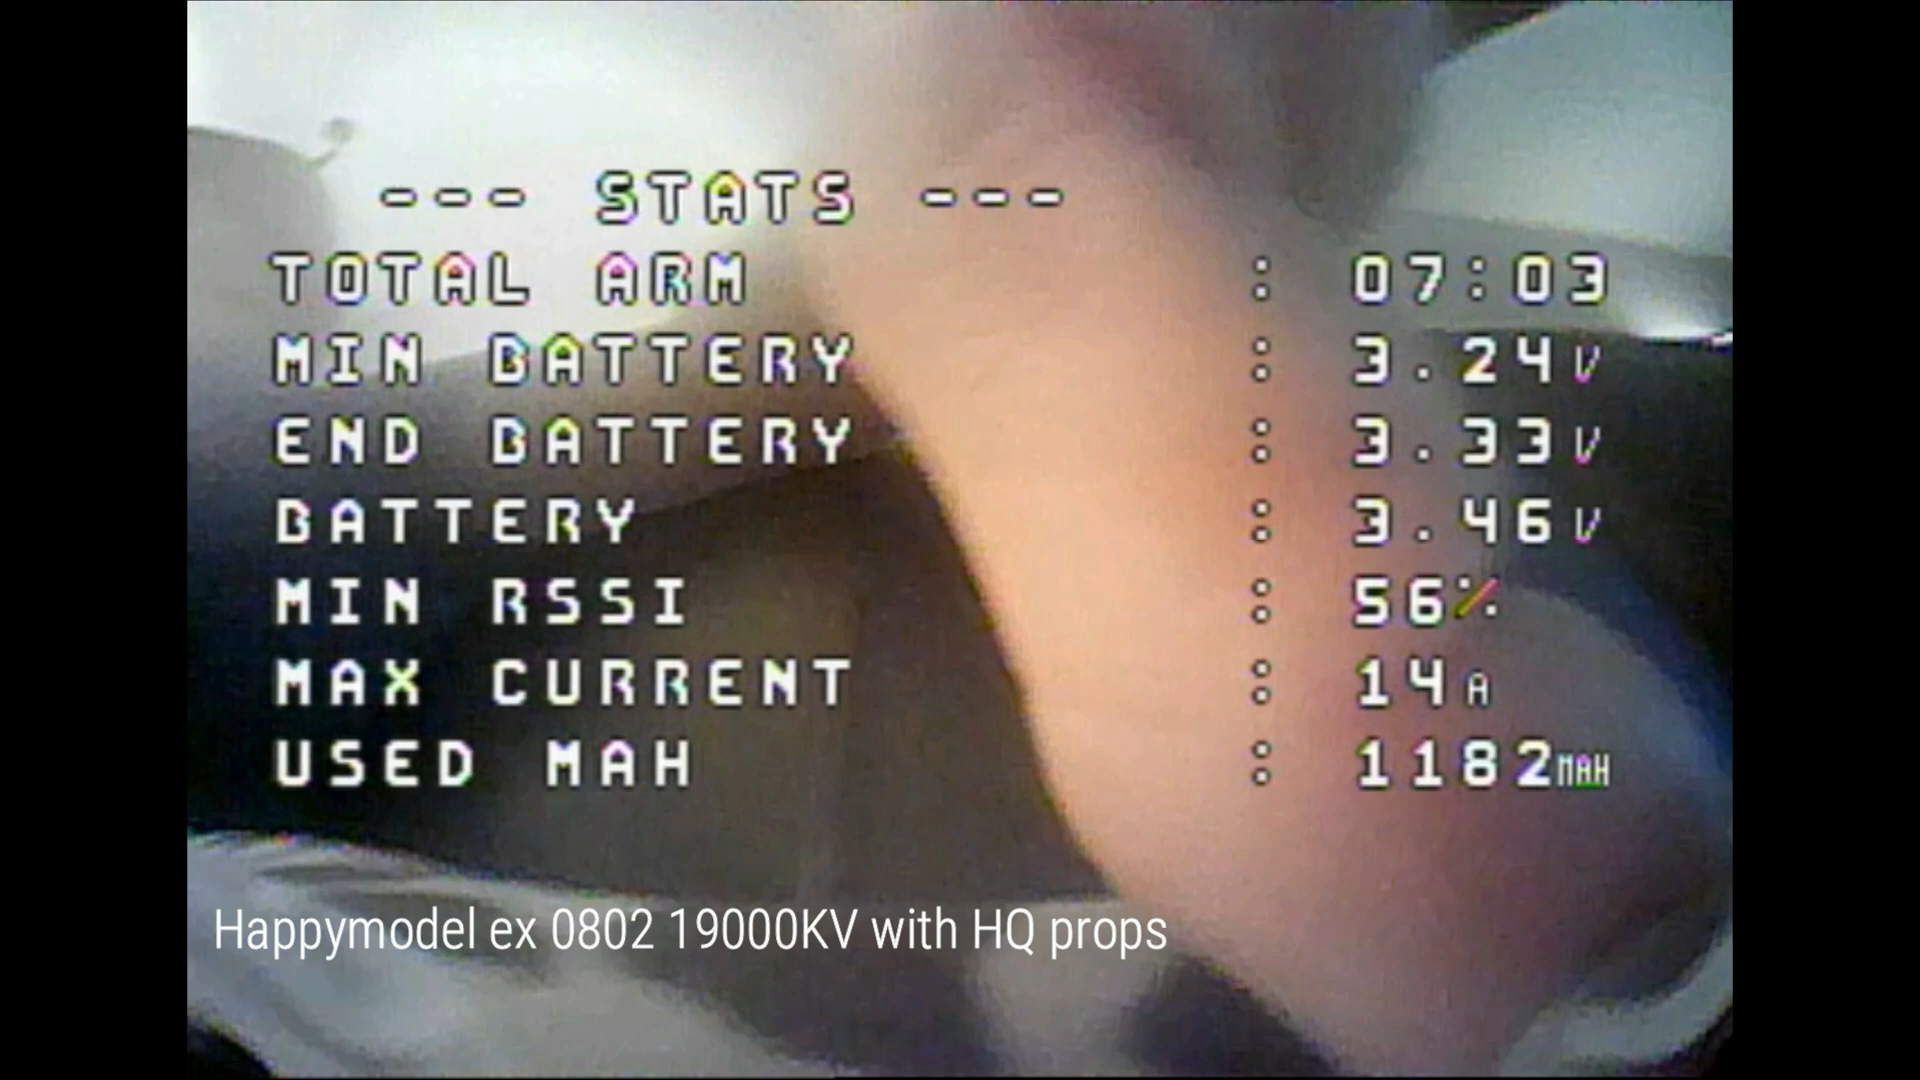 --- STATS ---
TOTAL ARM : 07:03
MIN BATTERY : 3.24V
END BATTERY : 3.33V
BATTERY : 3.46V
MIN RSSI : 56%
MAX CURRENT : 14A
USED MAH : 1182MAH
Happymodel ex 0802 19000KV with HQ props